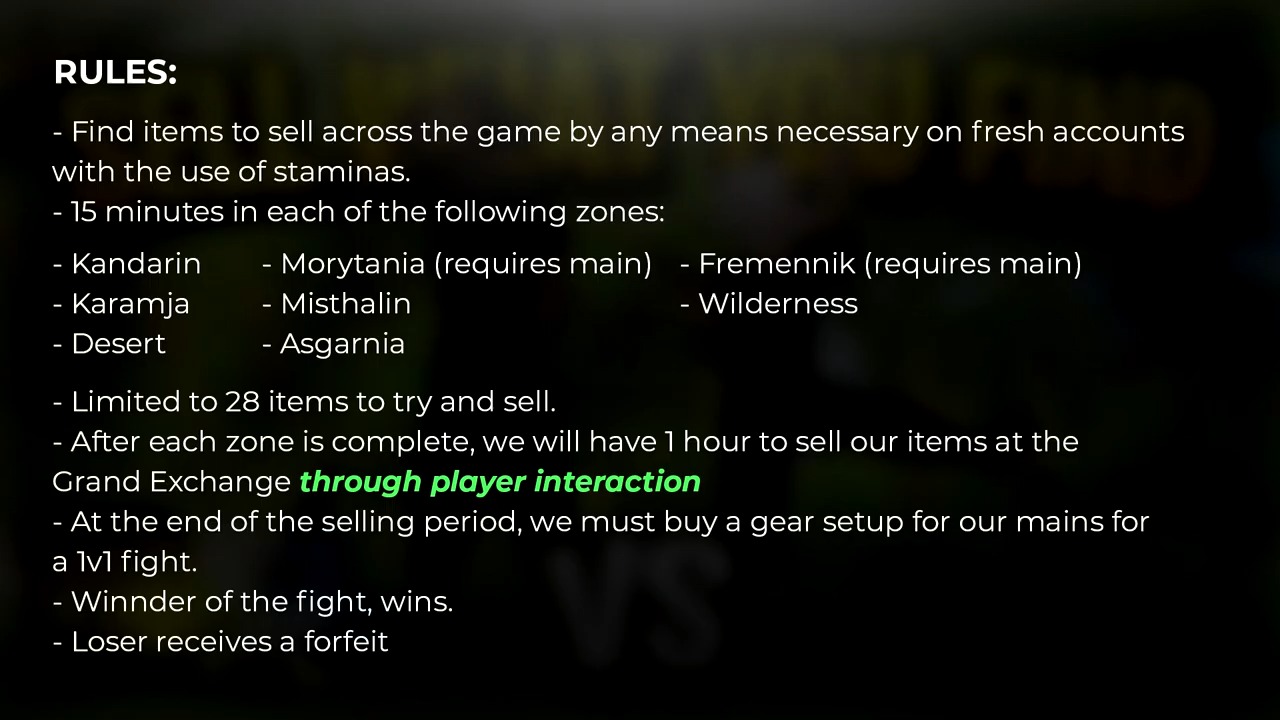 RULES:
- Find items to sell across the game by any means necessary on fresh accounts
with the use of staminas.
- 15 minutes in each of the following zones:
- Kandarin - Morytania (requires main) - Fremennik (requires main)
- Karamja - Misthalin - Wilderness
- Desert - Asgarnia
- Limited to 28 items to try and sell.
- After each zone is complete, we will have 1 hour to sell our items at the
Grand Exchange through player interaction
- At the end of the selling period, we must buy a gear setup for our mains for
a 1v1 fight.
- Winnder of the fight, wins.
- Loser receives a forfeit
VS